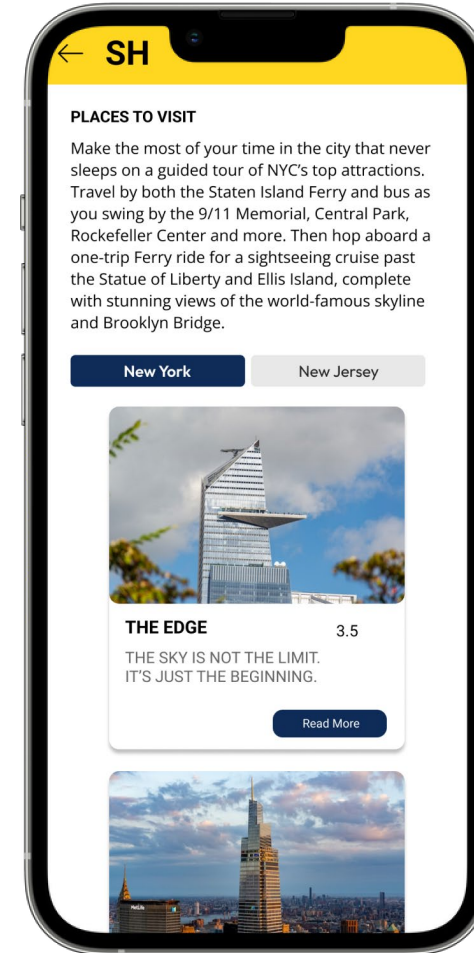 SH
PLACES TO VISIT
Make the most of your time in the city that never
sleeps on a guided tour of NYC’s top attractions.
Travel by both the Staten Island Ferry and bus as
you swing by the 9/11 Memorial, Central Park,
Rockefeller Center and more. Then hop aboard a
one-trip Ferry ride for a sightseeing cruise past
the Statue of Liberty and Ellis Island, complete
with stunning views of the world-famous skyline
and Brooklyn Bridge.
New York
New Jersey
THE EDGE
3.5
THE SKY IS NOT THE LIMIT.
IT’S JUST THE BEGINNING.
Read More
MetLife